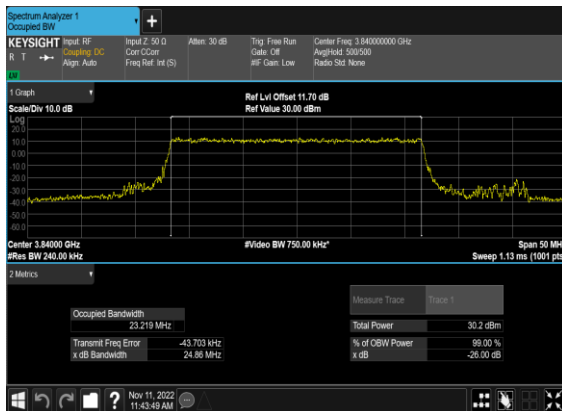 Spectrum Analyzer 1
Occupied BW
+
KEYSIGHT Input: RF Input Z: 50 Ω Atten: 30 dB Trig: Free Run Center Freq: 3.840000000 GHz
R T Coupling: DC Corr CCorr Gate: Off Avg|Hold: 500/500
Align: Auto Freq Ref: Int (S) #IF Gain: Low Radio Std: None
LXI
1 Graph
Ref Lvl Offset 11.70 dB
Scale/Div 10.0 dB Ref Value 30.00 dBm
Log
20.0
10.0
0.00
-10.0
-20.0
-30.0
-40.0
-50.0
-60.0
Center 3.84000 GHz #Video BW 750.00 kHz* Span 50 MH
#Res BW 240.00 kHz Sweep 1.13 ms (1001 pts
2 Metrics
Measure Trace Trace 1
Occupied Bandwidth
23.219 MHz Total Power 30.2 dBm
Transmit Freq Error -43.703 kHz % of OBW Power 99.00 %
x dB Bandwidth 24.86 MHz x dB -26.00 dB
? Nov 11, 2022
11:43:49 AM